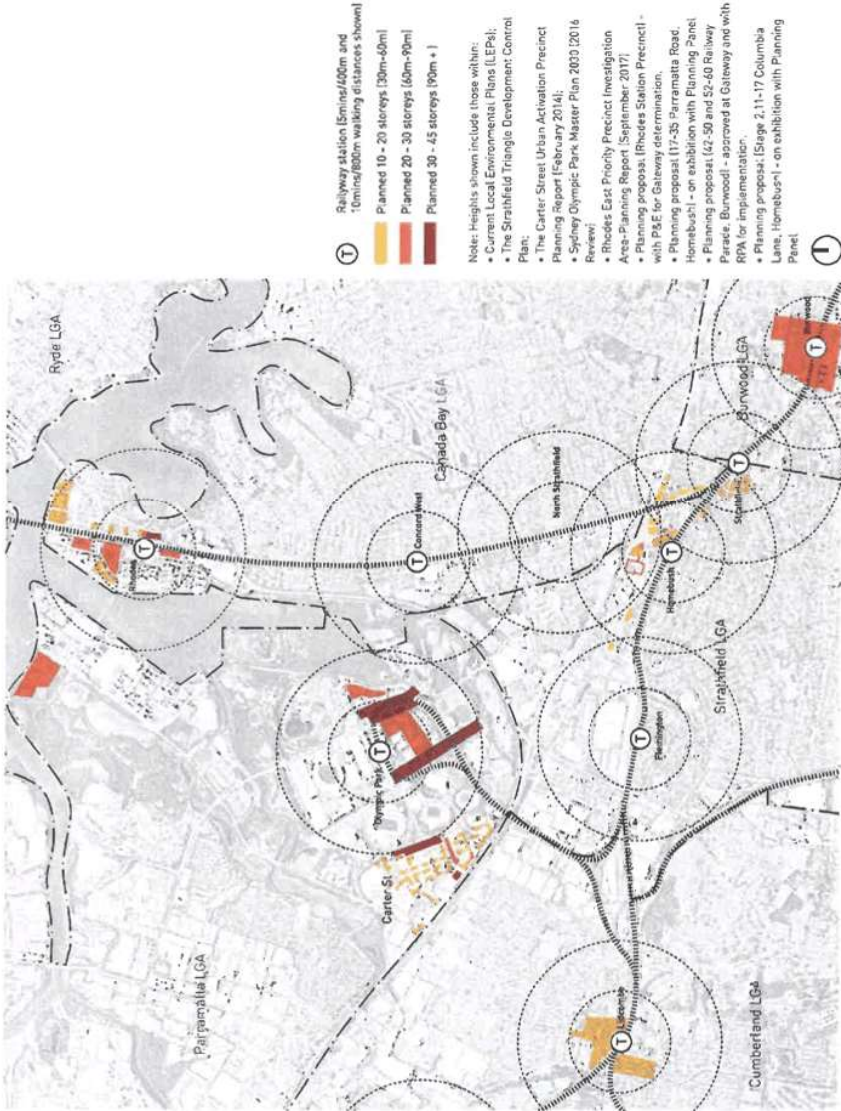 Raliyway station [5mins/400m and
10mins/800m walking distances shown]
Planned 10 - 20 storeys [30m-60m]
Planned 20 - 30 storeys [60m-90m]
Planned 30 - 45 storeys [90m + ]
Note: Heights shown include those within:
• Current Local Environmental Plans [LEPs];
• The Strathfield Triangle Development Control
Plan;
• The Carter Street Urban Activation Precinct
Planning Report [February 2014];
• Sydney Olympic Park Master Plan 2030 [2016
Review]
• Rhodes East Priority Precinct Investigation
Area-Planning Report [September 2017]
• Planning proposal [Rhodes Station Precinct] -
with P&E for Gateway determination.
• Planning proposal [17-35 Parramatta Road,
Homebush] - on exhibition with Planning Panel
• Planning proposal [42-50 and 52-60 Railway
Parade, Burwood] - approved at Gateway and with
RPA for implementation.
• Planning proposal [Stage 2, 11-17 Columbia
Lane, Homebush] - on exhibition with Planning
Panel
Ryde LGA
Parramatta LGA
Canada Bay LGA
Rhodes
Concord West
North Strathfield
Olympic Park
Carter St
Burwood LGA
Burwood
Strathfield
Homebush
Strathfield LGA
Flemington
Lidcombe
Cumberland LGA